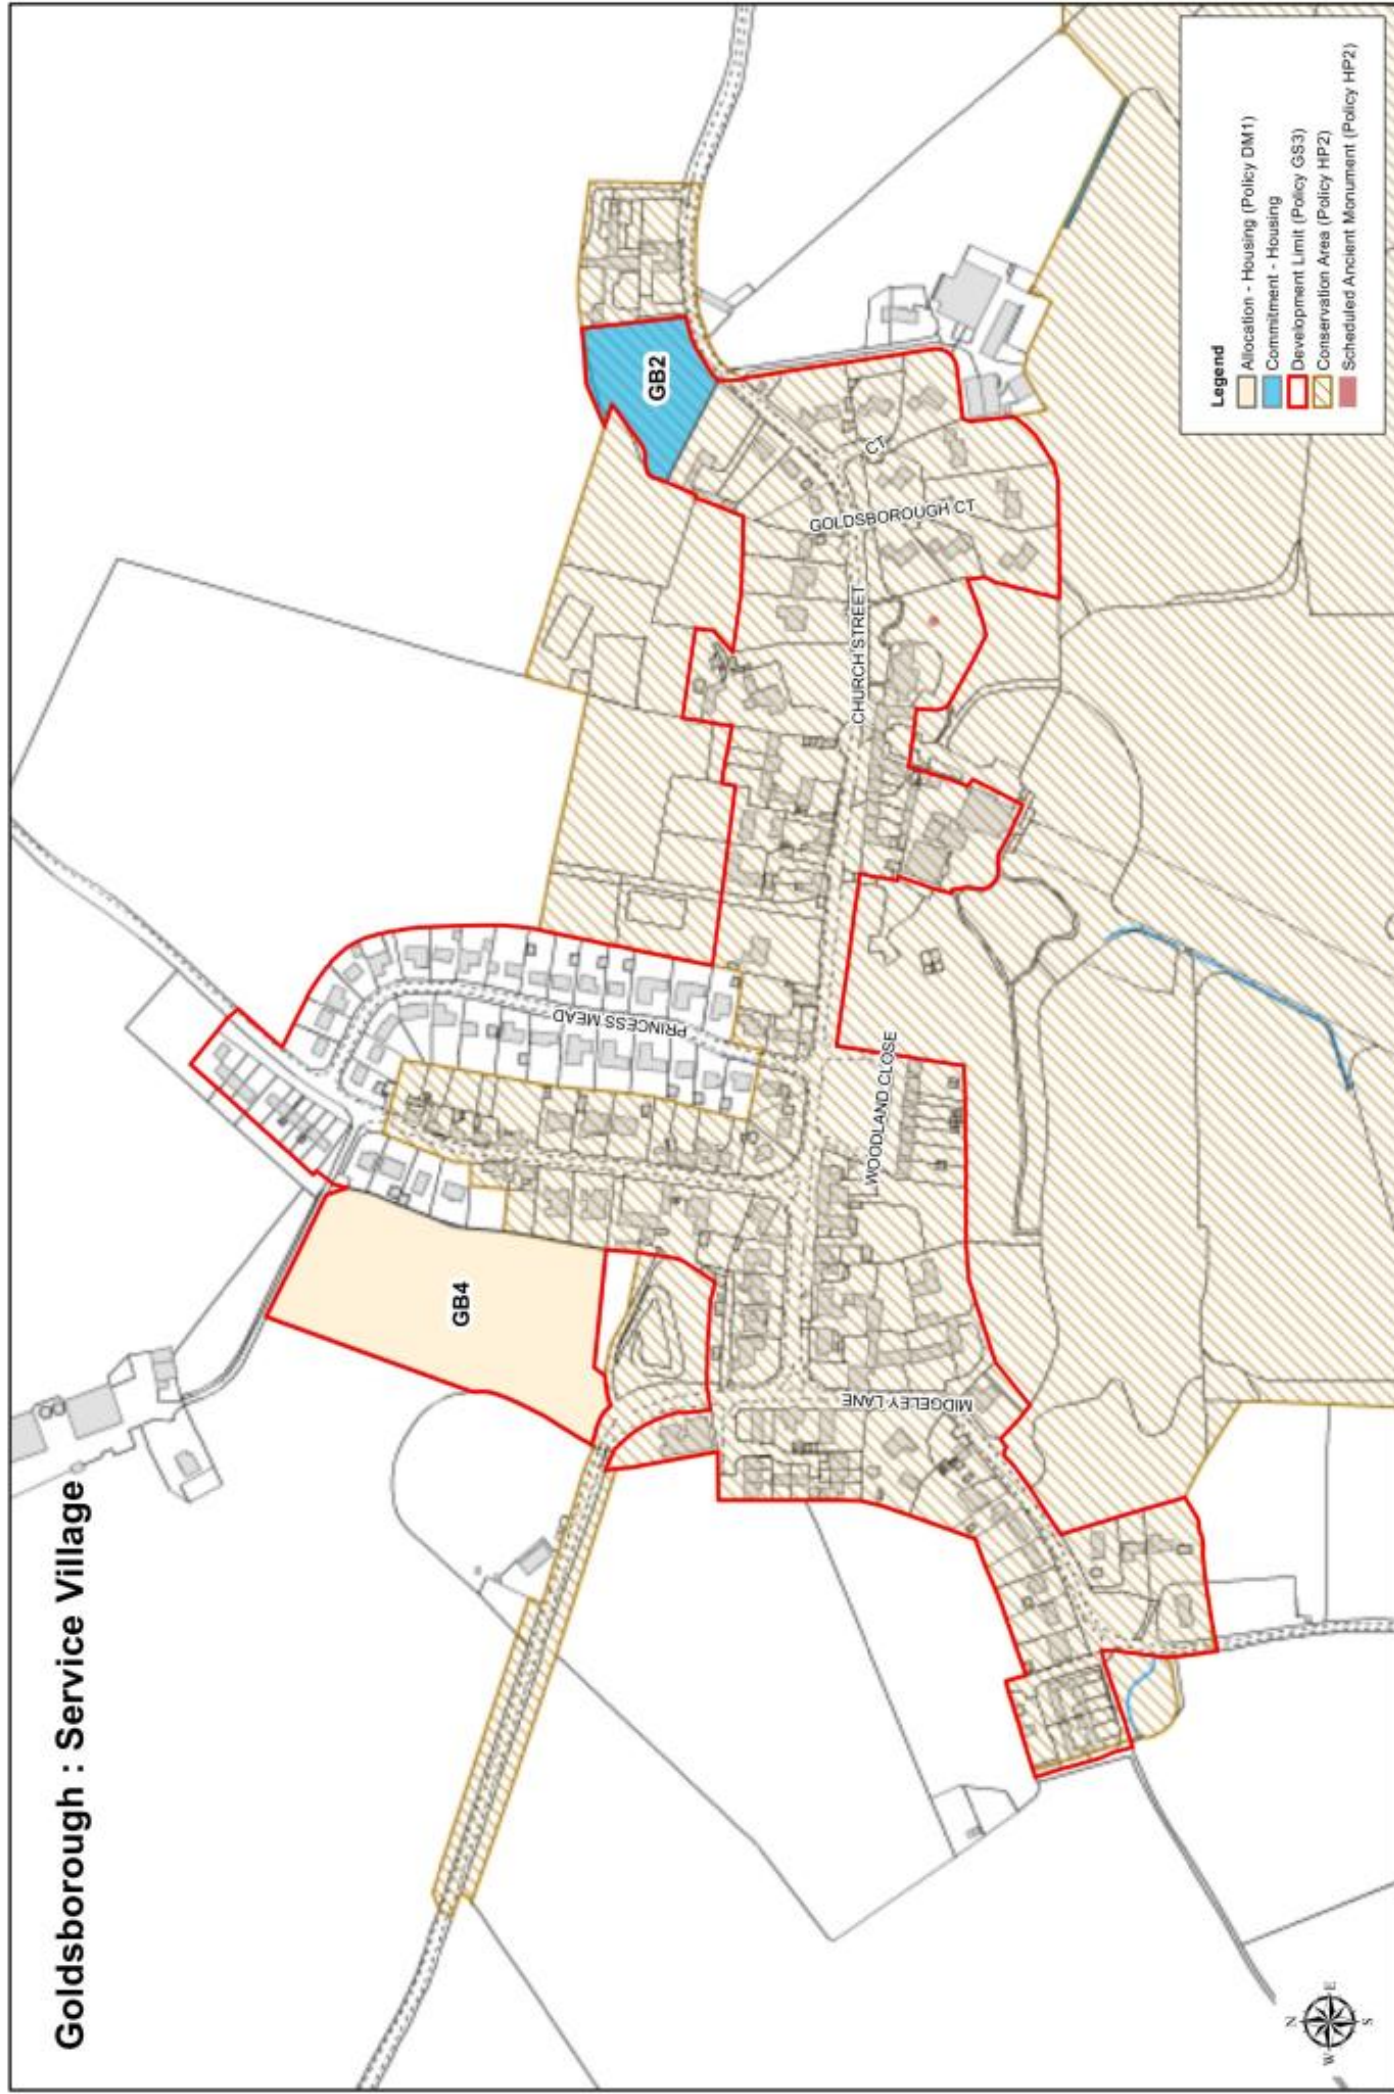 Goldsborough : Service Village
GB4
GB2
PRINCESS MEAD
WOODLAND CLOSE
MIDGELEY LANE
CHURCH STREET
GOLDSBOROUGH CT
CT
Legend
Allocation - Housing (Policy DM1)
Commitment - Housing
Development Limit (Policy GS3)
Conservation Area (Policy HP2)
Scheduled Ancient Monument (Policy HP2)
N
W
E
S